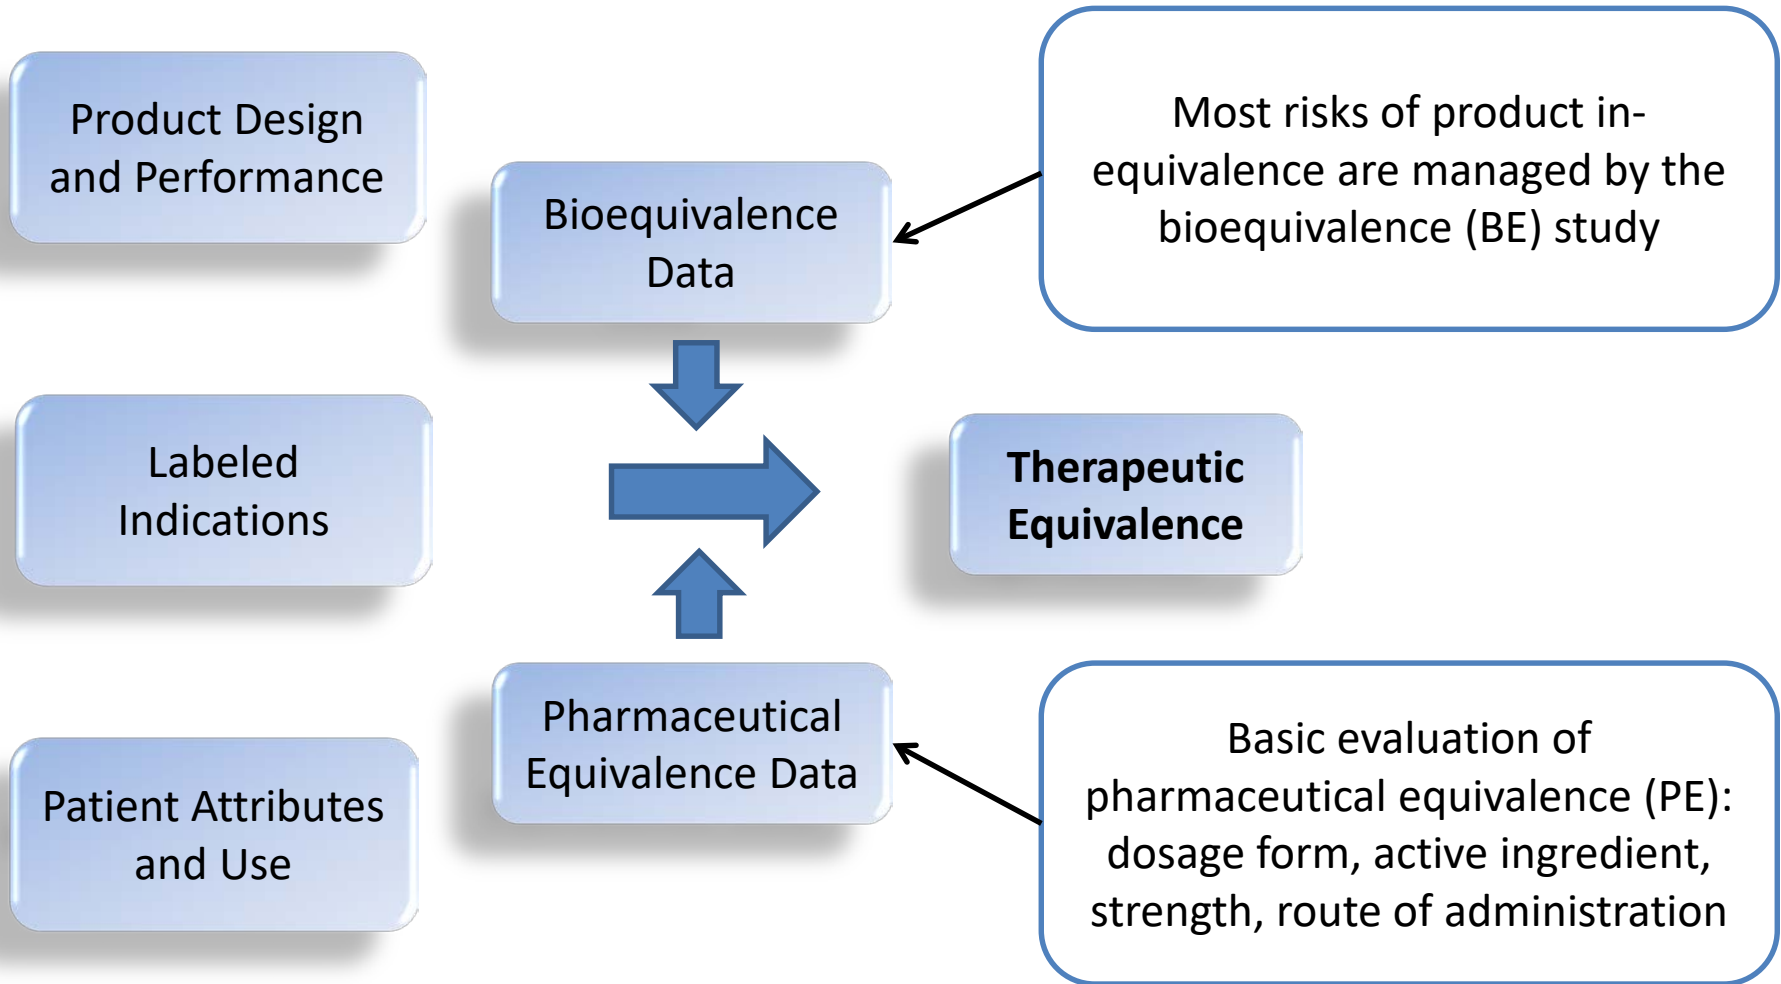 Product Design
and Performance
Bioequivalence
Data
Most risks of product in-
equivalence are managed by the
bioequivalence (BE) study
Labeled
Indications
Therapeutic
Equivalence
Patient Attributes
and Use
Pharmaceutical
Equivalence Data
Basic evaluation of
pharmaceutical equivalence (PE):
dosage form, active ingredient,
strength, route of administration